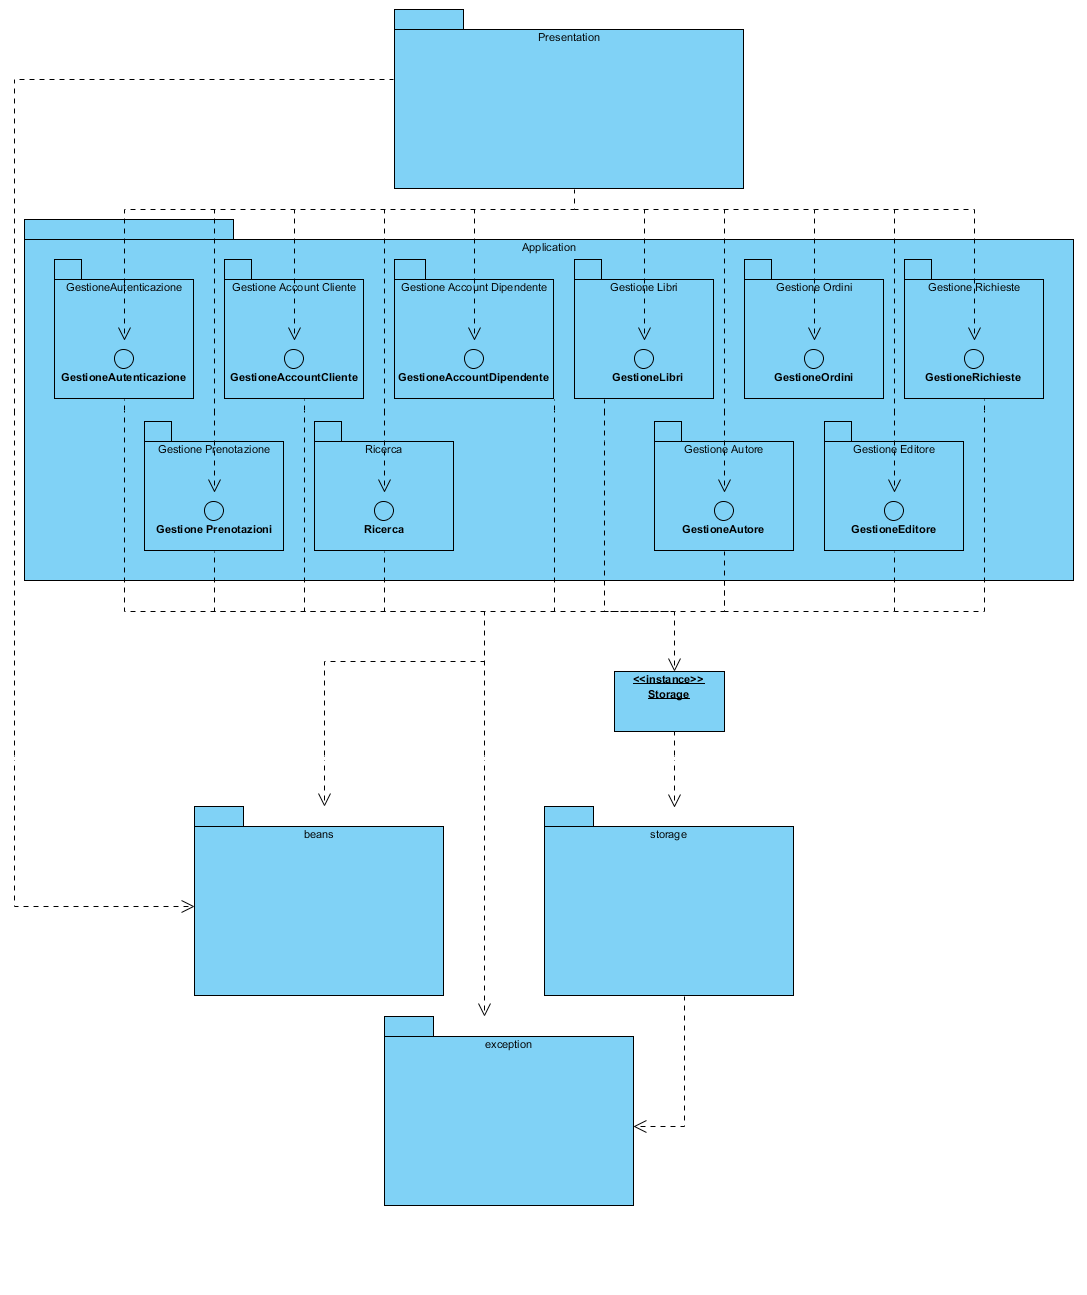 Presentation
Application
GestioneAutenticazione
Gestione Account Cliente
Gestione Account Dipendente
Gestione Libri
Gestione Ordini
Gestione Richieste
GestioneAutenticazione
GestioneAccountCliente
GestioneAccountDipendente
GestioneLibri
GestioneOrdini
GestioneRichieste
Gestione Prenotazione
Ricerca
Gestione Autore
Gestione Editore
Gestione Prenotazioni
Ricerca
GestioneAutore
GestioneEditore
<<instance>>
Storage
beans
storage
exception